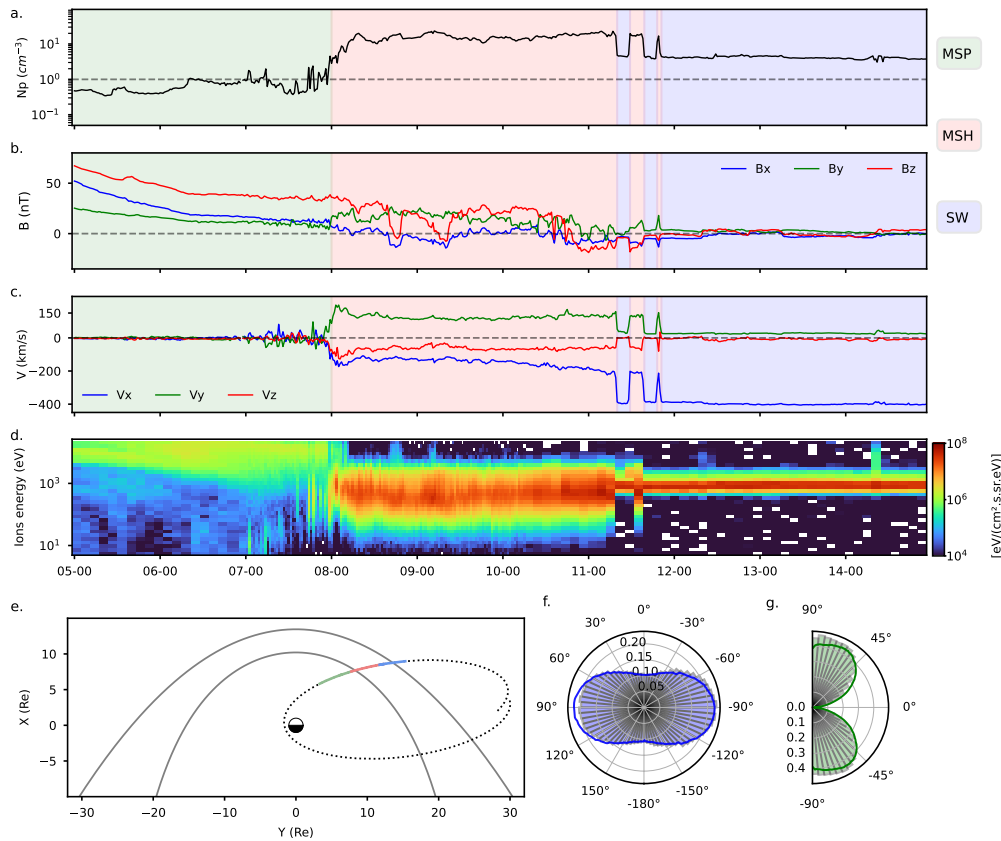 a.
10¹
10⁰
10⁻¹
Np (cm⁻³)
MSP
MSH
SW
b.
50
0
B (nT)
Bx By Bz
c.
150
0
−200
−400
V (km/s)
Vx Vy Vz
d.
10³
10¹
Ions energy (eV)
05-00 06-00 07-00 08-00 09-00 10-00 11-00 12-00 13-00 14-00
10⁸
10⁶
10⁴
[eV/(cm².s.sr.eV)]
e.
10
5
0
−5
X (Re)
−30 −20 −10 0 10 20 30
Y (Re)
f.
0°
30° -30°
60° -60°
90° -90°
120° -120°
150° -150°
-180°
0.20
0.15
0.10
0.05
g.
90°
45°
0°
-45°
-90°
0.0
0.1
0.2
0.3
0.4